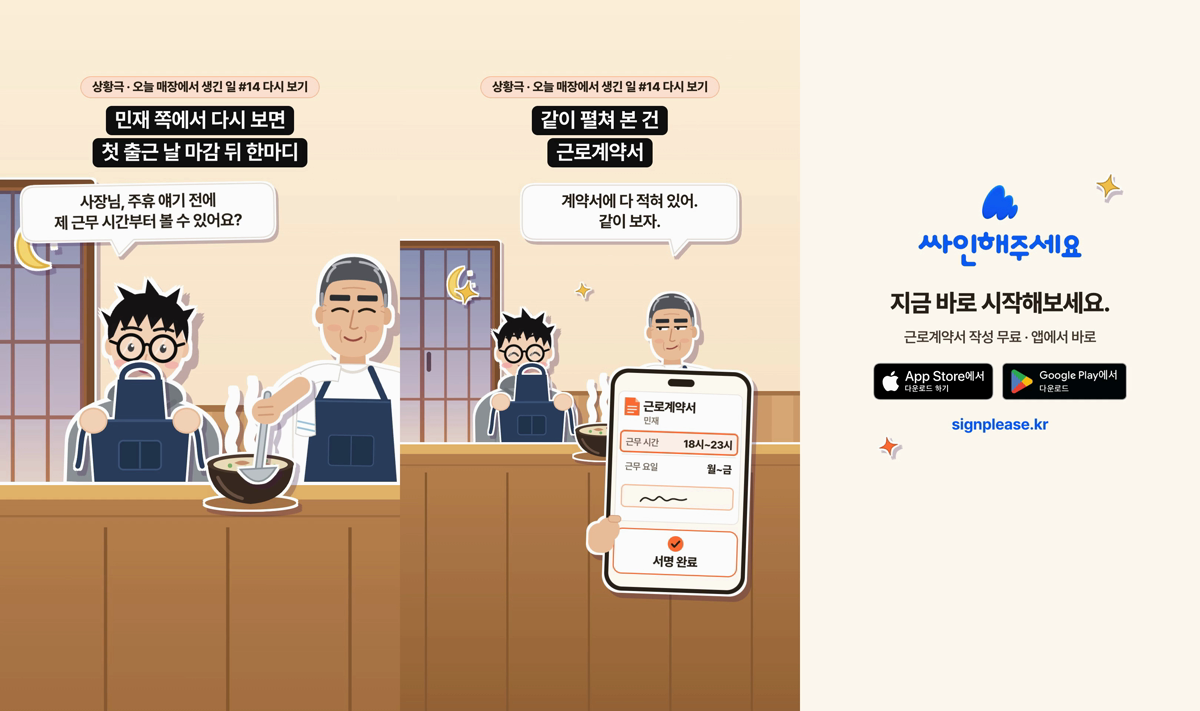 상황극 · 오늘 매장에서 생긴 일 #14 다시 보기
민재 쪽에서 다시 보면
첫 출근 날 마감 뒤 한마디
사장님, 주휴 얘기 전에
제 근무 시간부터 볼 수 있어요?
상황극 · 오늘 매장에서 생긴 일 #14 다시 보기
같이 펼쳐 본 건
근로계약서
계약서에 다 적혀 있어.
같이 보자.
근로계약서
민재
근무 시간 18시~23시
근무 요일 월~금
서명 완료
싸인해주세요
지금 바로 시작해보세요.
근로계약서 작성 무료 · 앱에서 바로
App Store에서
다운로드 하기
Google Play에서
다운로드
signplease.kr